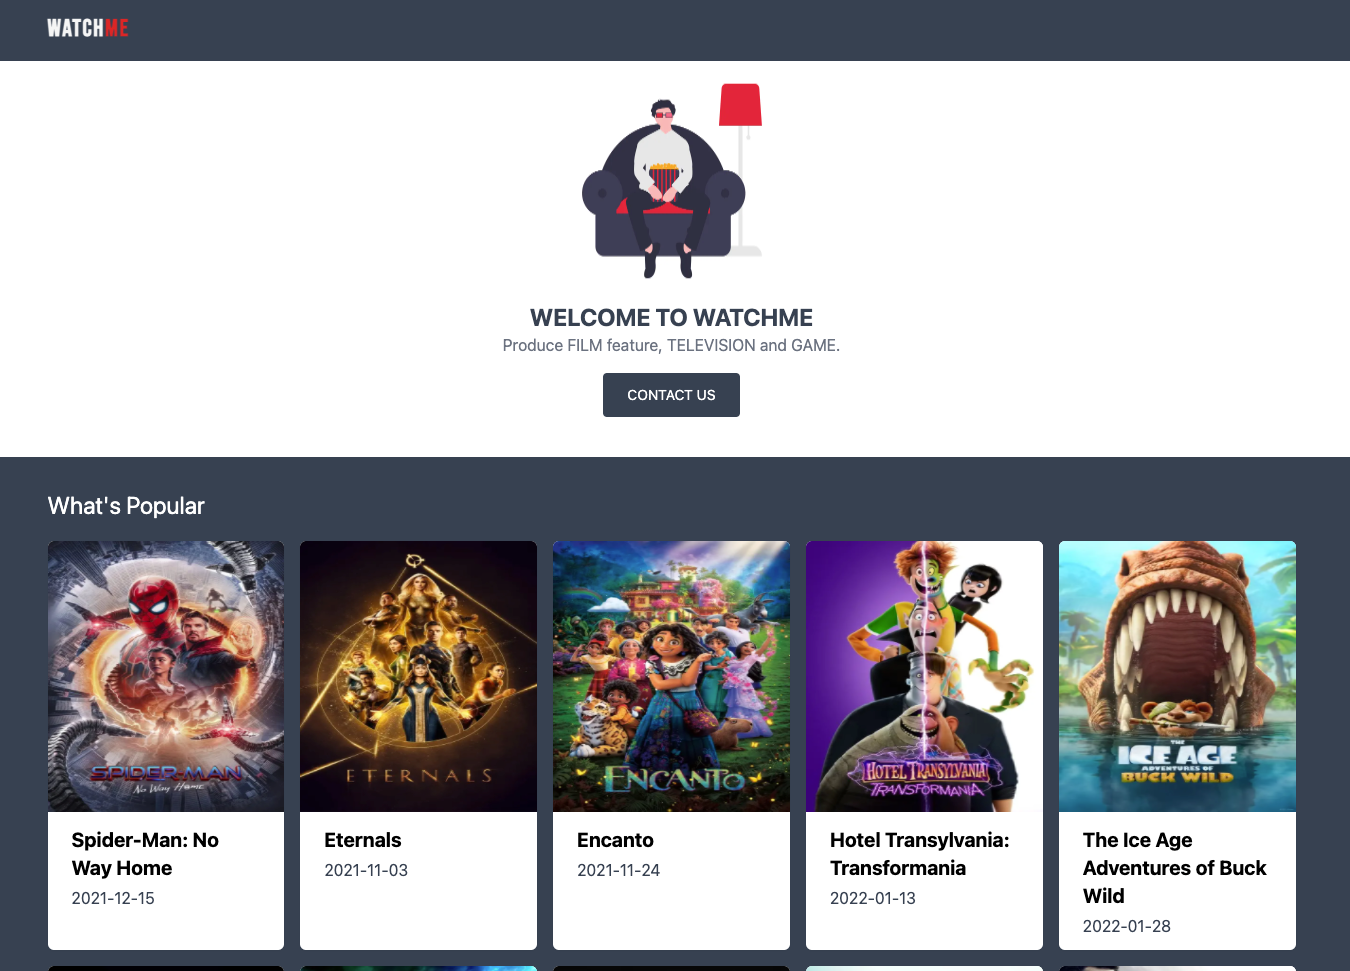 WATCHME
WELCOME TO WATCHME
Produce FILM feature, TELEVISION and GAME.
CONTACT US
What's Popular
SPIDER-MAN
No Way Home
ETERNALS
ENCANTO
HOTEL TRANSYLVANIA
TRANSFORMANIA
THE
ICE AGE
ADVENTURES OF
BUCK WILD
Spider-Man: No
Way Home
2021-12-15
Eternals
2021-11-03
Encanto
2021-11-24
Hotel Transylvania:
Transformania
2022-01-13
The Ice Age
Adventures of Buck
Wild
2022-01-28